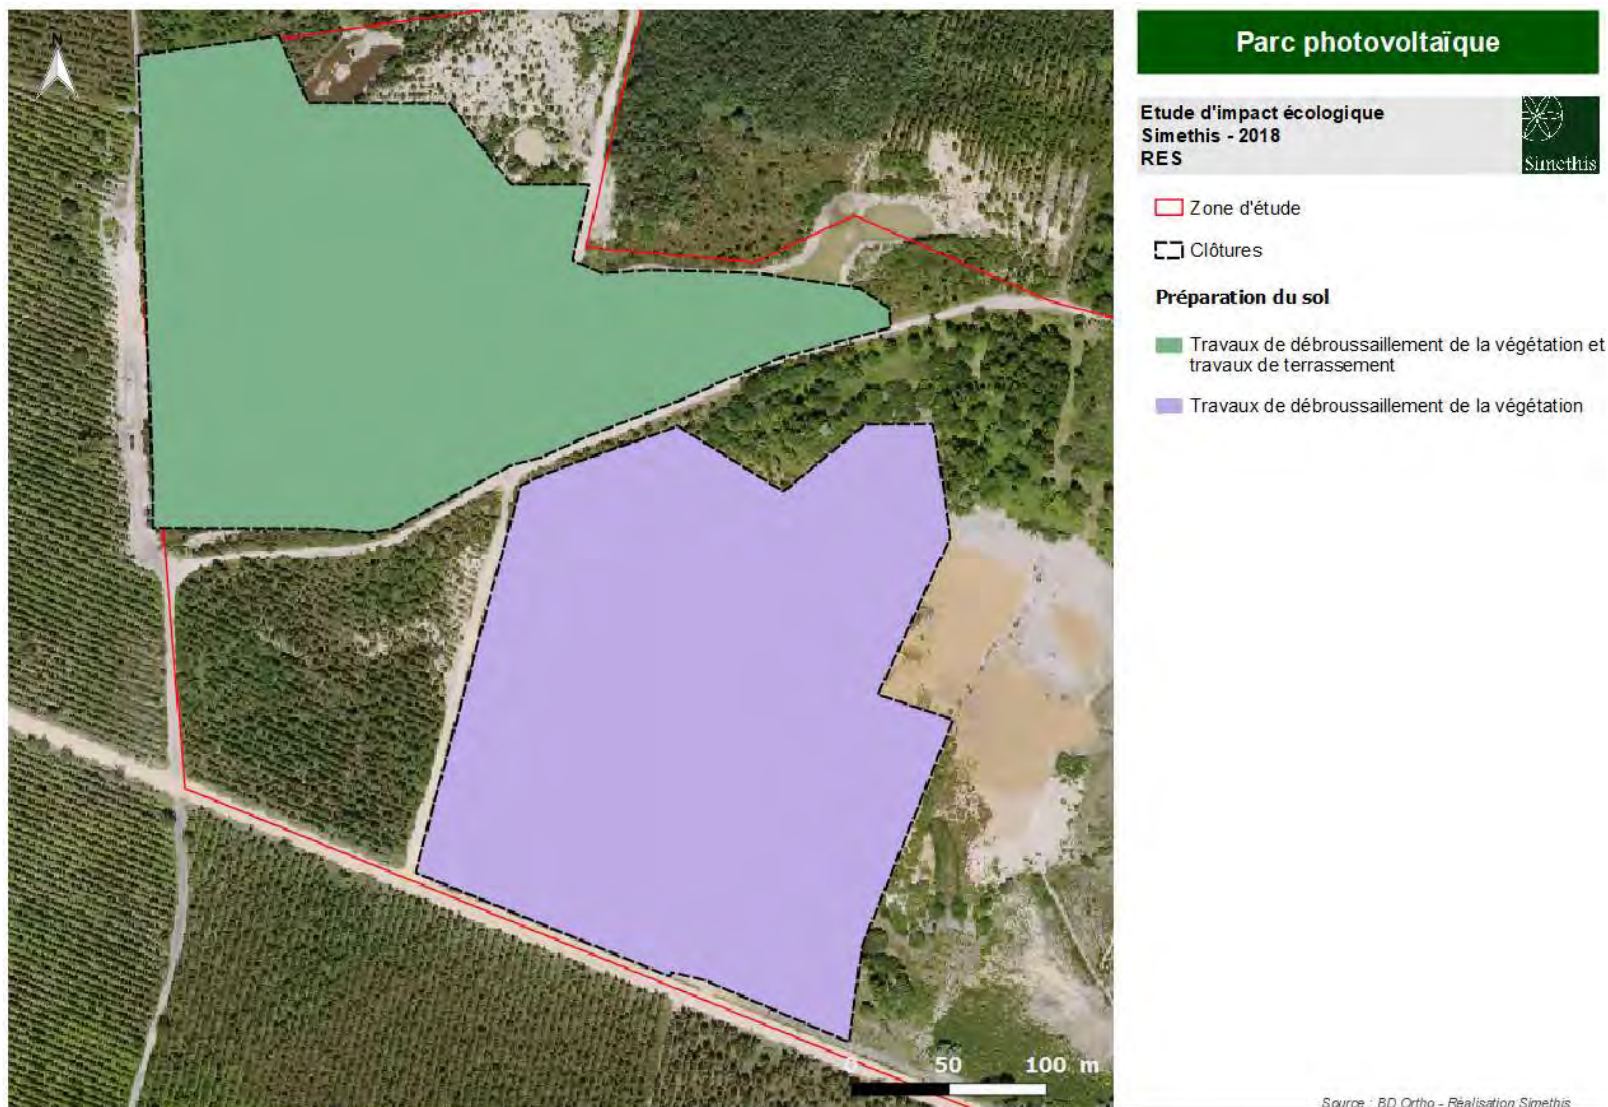 N
Parc photovoltaïque
Etude d'impact écologique
Simethis - 2018
RES
Simethis
Zone d'étude
Clôtures
Préparation du sol
Travaux de débroussaillement de la végétation et
travaux de terrassement
Travaux de débroussaillement de la végétation
0 50 100 m
Source : BD Ortho - Réalisation Simethis